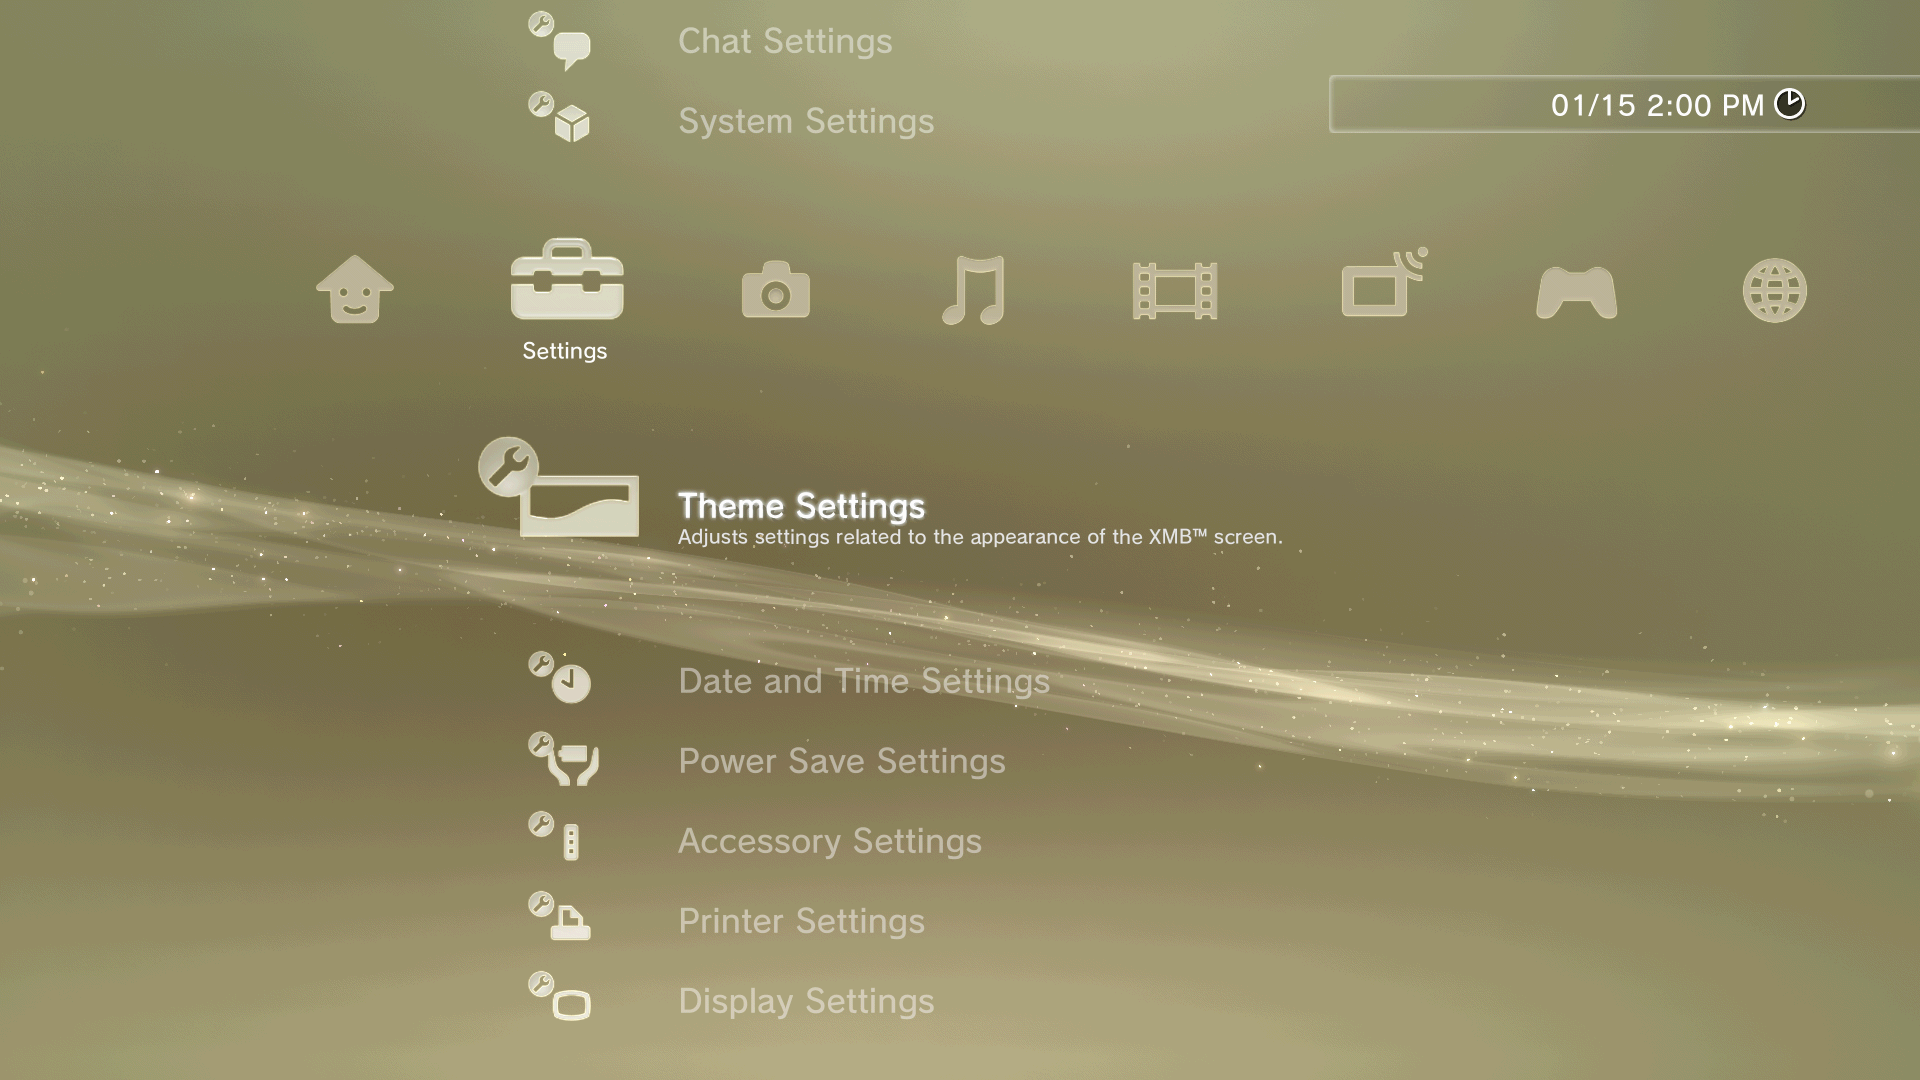 Chat Settings
System Settings
01/15 2:00 PM
Settings
Theme Settings
Adjusts settings related to the appearance of the XMB™ screen.
Date and Time Settings
Power Save Settings
Accessory Settings
Printer Settings
Display Settings